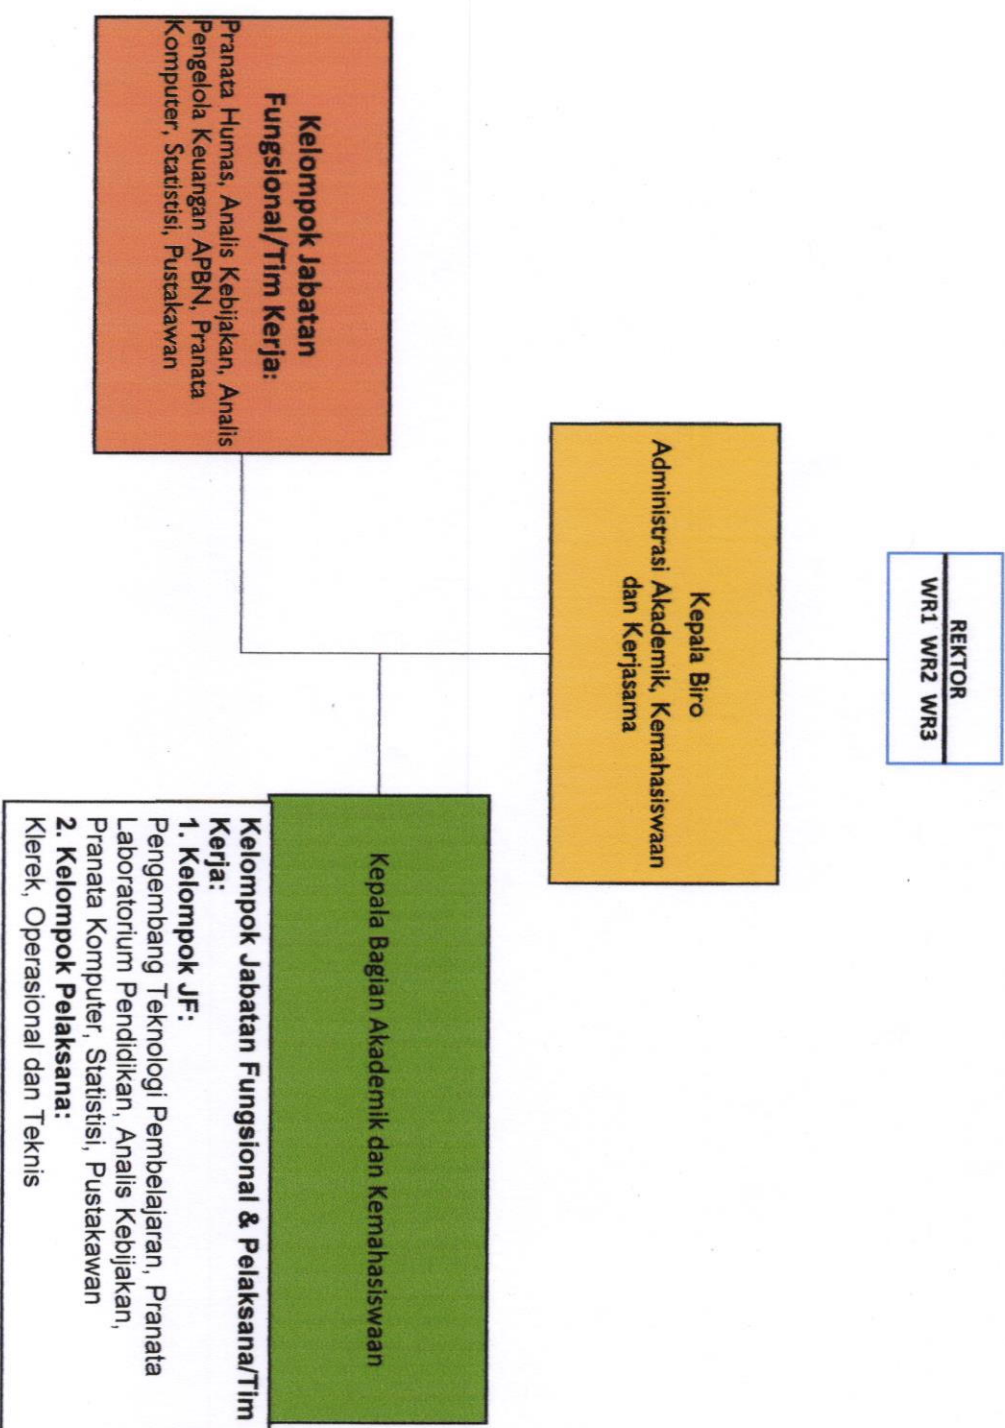 REKTOR
WR1 WR2 WR3
Kepala Biro
Administrasi Akademik, Kemahasiswaan
dan Kerjasama
Kelompok Jabatan
Fungsional/Tim Kerja:
Pranata Humas, Analis Kebijakan, Analis
Pengelola Keuangan APBN, Pranata
Komputer, Statistisi, Pustakawan
Kepala Bagian Akademik dan Kemahasiswaan
Kelompok Jabatan Fungsional & Pelaksana/Tim
Kerja:
1. Kelompok JF:
Pengembang Teknologi Pembelajaran, Pranata
Laboratorium Pendidikan, Analis Kebijakan,
Pranata Komputer, Statistisi, Pustakawan
2. Kelompok Pelaksana:
Klerek, Operasional dan Teknis